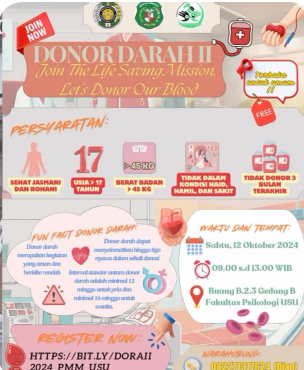 JOIN
NOW
DONOR DARAH II
Join The Life Saving Mission,
Let's Donor Our Blood
Terbuka
untuk umum
!!
FREE
PERSYARATAN:
17
>45 KG
SEHAT JASMANI
DAN ROHANI
USIA > 17
TAHUN
BERAT BADAN
> 45 KG
TIDAK DALAM
KONDISI HAID,
HAMIL, DAN SAKIT
TIDAK DONOR 3
BULAN
TERAKHIR
FUN FACT DONOR DARAH:
Donor darah
merupakan kegiatan
yang aman dan
berisiko rendah
Donor darah dapat
menyelamatkan hingga tiga
nyawa dalam sekali donasi
Interval standar antara donor
darah adalah minimal 12
minggu untuk pria dan
minimal 16 minggu untuk
wanita.
WAKTU DAN TEMPAT:
Sabtu, 12 Oktober 2024
09.00 s.d 13.00 WIB
Ruang B.2.3 Gedung B
Fakultas Psikologi USU
REGISTER NOW:
HTTPS://BIT.LY/DORAII
2024_PMM_USU
NARAHUBUNG: